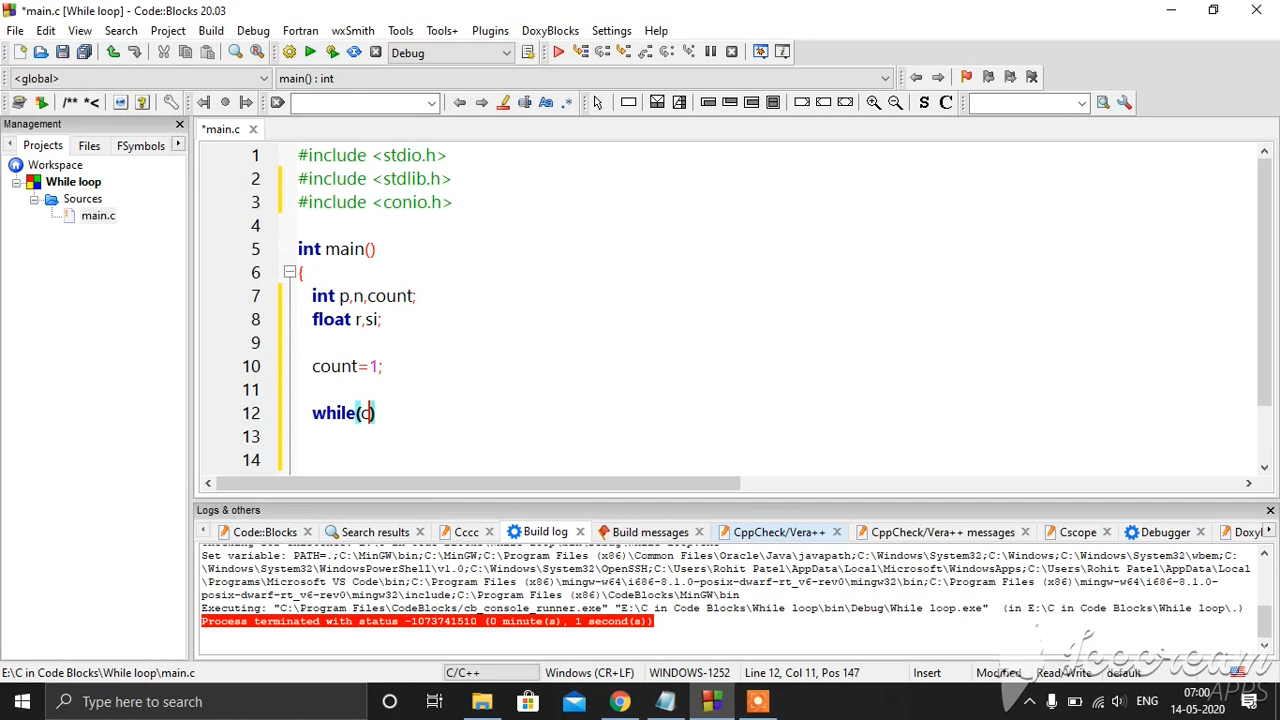 *main.c [While loop] - Code::Blocks 20.03
File Edit View Search Project Build Debug Fortran wxSmith Tools Tools+ Plugins DoxyBlocks Settings Help
Debug
<global>
main() : int
/** *<
S C
Management
Projects Files FSymbols
Workspace
While loop
Sources
main.c
*main.c
1 #include <stdio.h>
2 #include <stdlib.h>
3 #include <conio.h>
4
5 int main()
6 {
7 int p,n,count;
8 float r,si;
9
10 count=1;
11
12 while(c)
13
14
Logs & others
Code::Blocks Search results Cccc Build log Build messages CppCheck/Vera++ CppCheck/Vera++ messages Cscope Debugger Doxy
Set variable: PATH=.;C:\MinGW\bin;C:\MinGW;C:\Program Files (x86)\Common Files\Oracle\Java\javapath;C:\Windows\System32;C:\Windows;C:\Windows\System32\wbem;C:
\Windows\System32\WindowsPowerShell\v1.0;C:\Windows\System32\OpenSSH;C:\Users\Rohit Patel\AppData\Local\Microsoft\WindowsApps;C:\Users\Rohit Patel\AppData\Local
\Programs\Microsoft VS Code\bin;C:\Program Files (x86)\mingw-w64\i686-8.1.0-posix-dwarf-rt_v6-rev0\mingw32\bin;C:\Program Files (x86)\mingw-w64\i686-8.1.0-
posix-dwarf-rt_v6-rev0\mingw32\include;C:\Program Files (x86)\CodeBlocks\MinGW\bin
Executing: "C:\Program Files\CodeBlocks/cb_console_runner.exe" "E:\C in Code Blocks\While loop\bin\Debug\While loop.exe" (in E:\C in Code Blocks\While loop\.)
Process terminated with status -1073741510 (0 minute(s), 1 second(s))
E:\C in Code Blocks\While loop\main.c C/C++ Windows (CR+LF) WINDOWS-1252 Line 12, Col 11, Pos 147 Insert Modified Read/Write default
APPS
Type here to search
ENG
07:00
14-05-2020